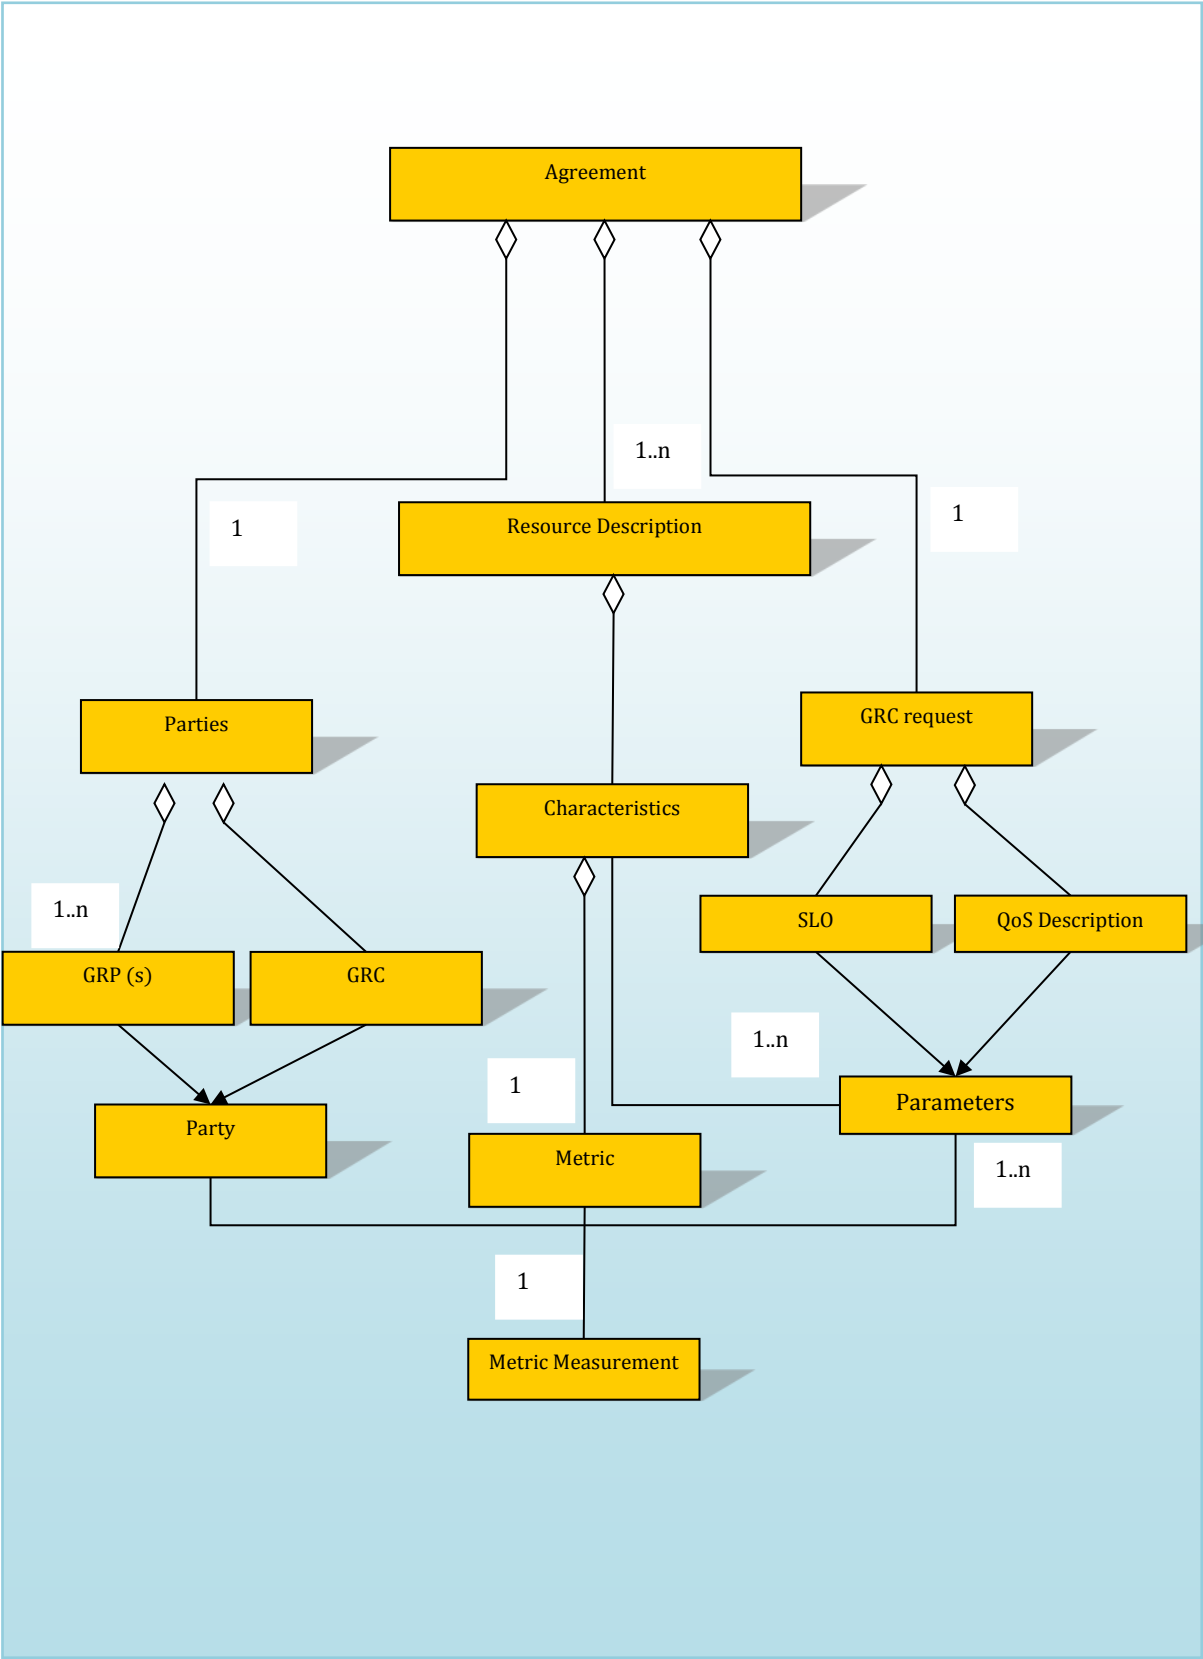 Agreement
1..n
1
1
Resource Description
Parties
GRC request
Characteristics
1..n
SLO
QoS Description
GRP (s)
GRC
1..n
1
Parameters
Party
Metric
1..n
1
Metric Measurement